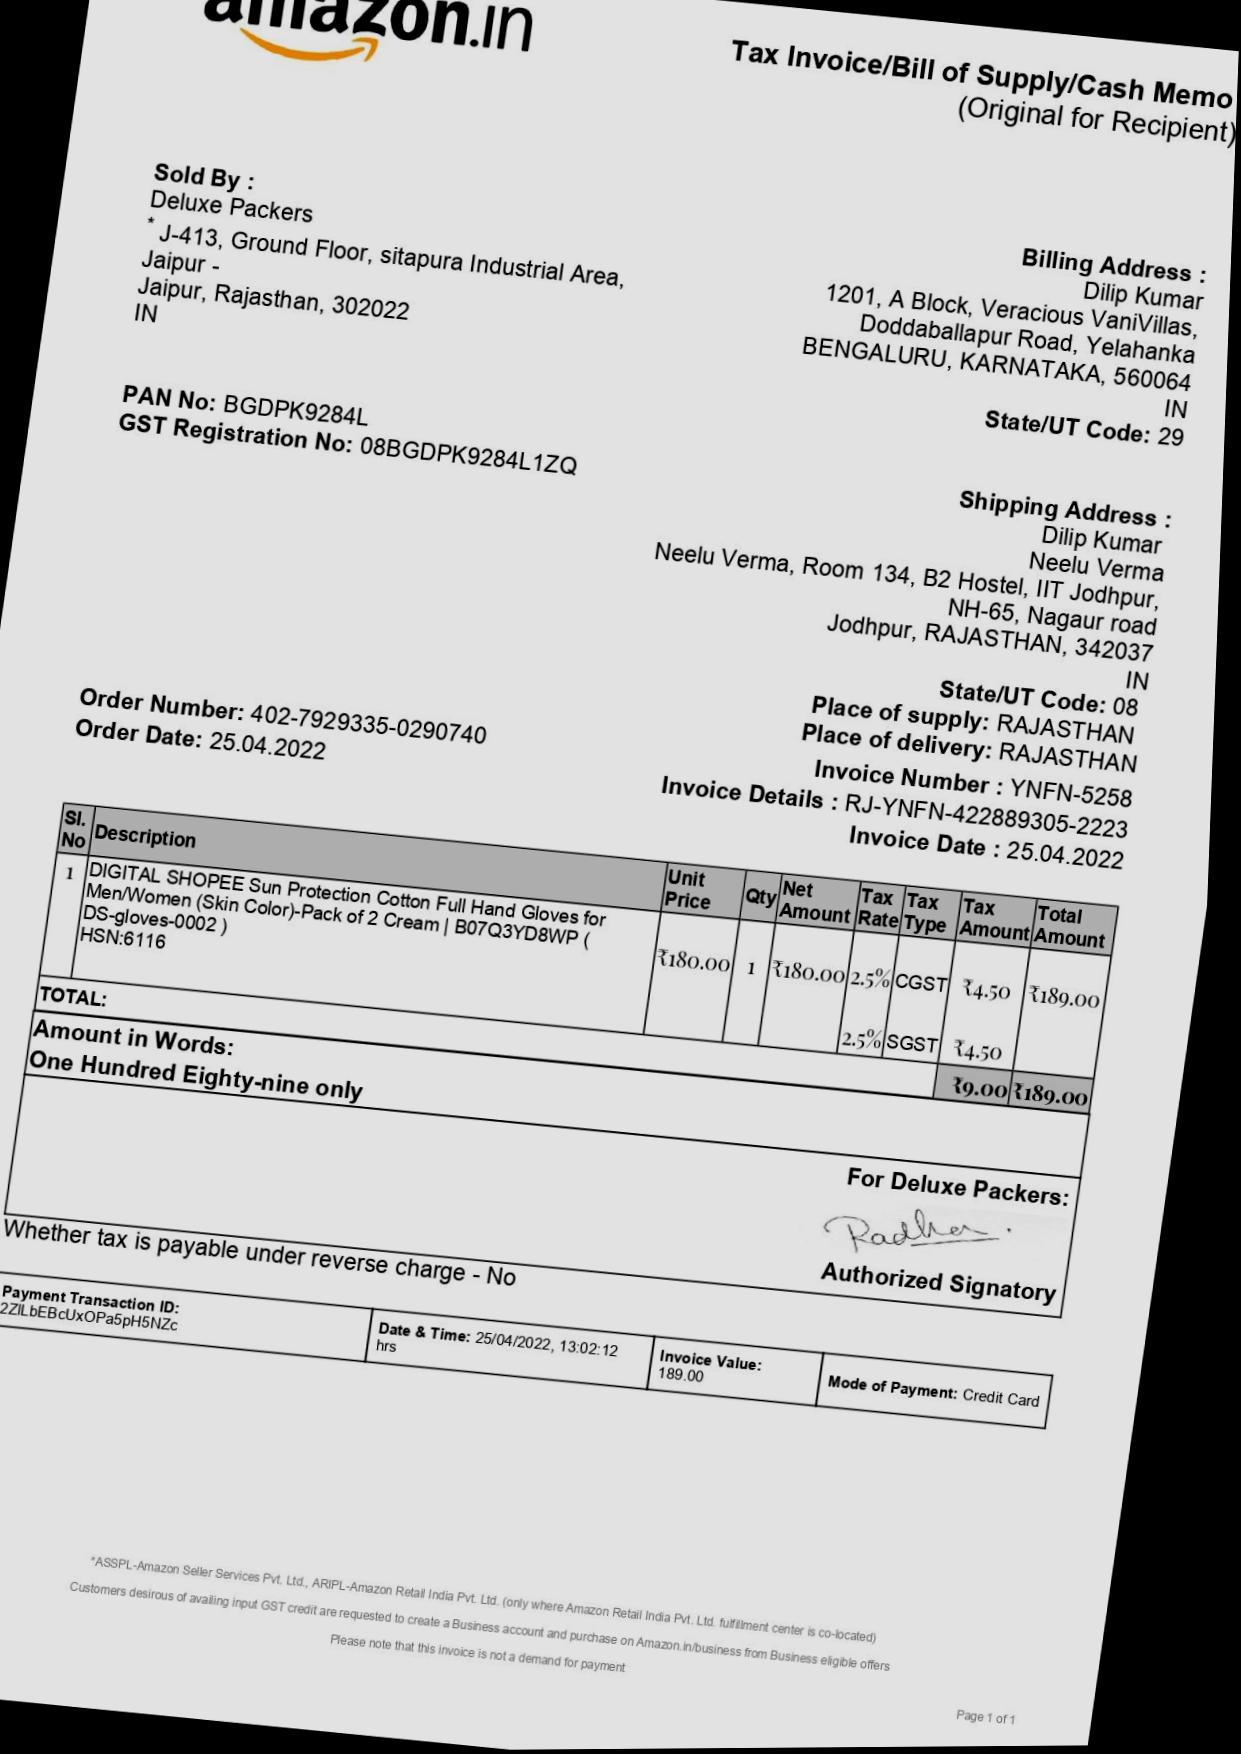 amazon.in
Tax Invoice/Bill of Supply/Cash Memo
(Original for Recipient)
Sold By :
Deluxe Packers
* J-413, Ground Floor, sitapura Industrial Area,
Jaipur -
Jaipur, Rajasthan, 302022
IN
PAN No: BGDPK9284L
GST Registration No: 08BGDPK9284L1ZQ
Billing Address :
Dilip Kumar
1201, A Block, Veracious VaniVillas,
Doddaballapur Road, Yelahanka
BENGALURU, KARNATAKA, 560064
IN
State/UT Code: 29
Shipping Address :
Dilip Kumar
Neelu Verma
Neelu Verma, Room 134, B2 Hostel, IIT Jodhpur,
NH-65, Nagaur road
Jodhpur, RAJASTHAN, 342037
IN
State/UT Code: 08
Place of supply: RAJASTHAN
Place of delivery: RAJASTHAN
Order Number: 402-7929335-0290740
Order Date: 25.04.2022
Invoice Number : YNFN-5258
Invoice Details : RJ-YNFN-422889305-2223
Invoice Date : 25.04.2022
Sl. No Description Unit Price Qty Net Amount Tax Rate Tax Type Tax Amount Total Amount
1 DIGITAL SHOPEE Sun Protection Cotton Full Hand Gloves for
Men/Women (Skin Color)-Pack of 2 Cream | B07Q3YD8WP (
DS-gloves-0002 )
HSN:6116
₹180.00 1 ₹180.00 2.5% CGST ₹4.50 ₹189.00
2.5% SGST ₹4.50
TOTAL: ₹9.00 ₹189.00
Amount in Words:
One Hundred Eighty-nine only
For Deluxe Packers:
Radha
Authorized Signatory
Whether tax is payable under reverse charge - No
Payment Transaction ID:
2ZILbEBcUxOPa5pH5NZc
Date & Time: 25/04/2022, 13:02:12
hrs
Invoice Value:
189.00
Mode of Payment: Credit Card
*ASSPL-Amazon Seller Services Pvt. Ltd., ARIPL-Amazon Retail India Pvt. Ltd. (only where Amazon Retail India Pvt. Ltd. fulfillment center is co-located)
Customers desirous of availing input GST credit are requested to create a Business account and purchase on Amazon.in/business from Business eligible offers
Please note that this invoice is not a demand for payment
Page 1 of 1